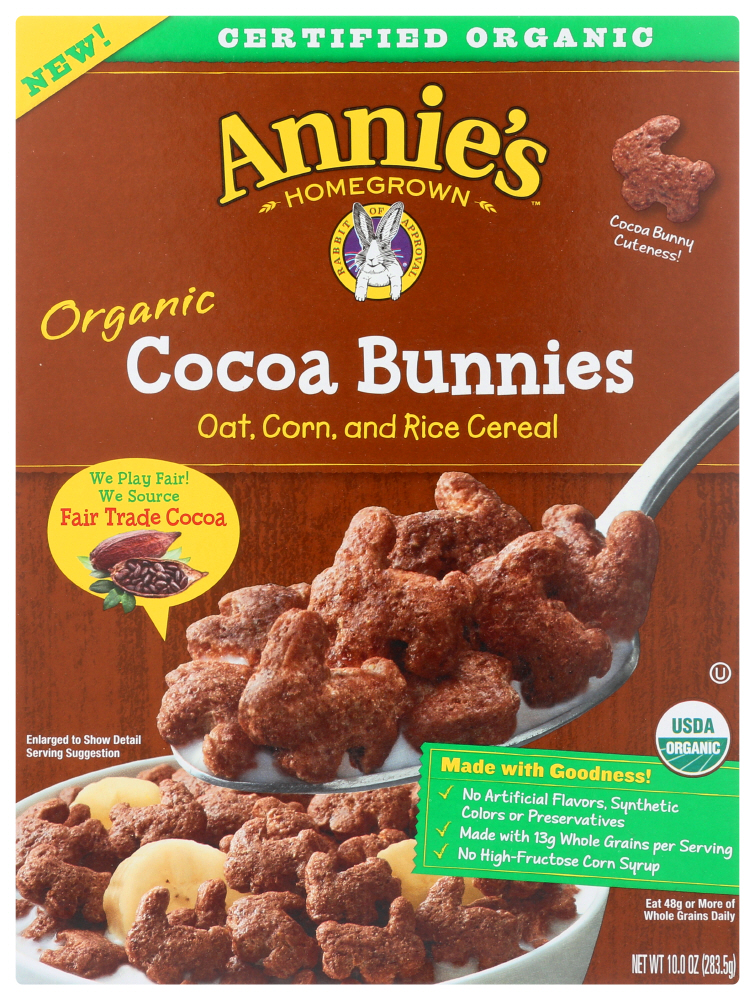 NEW!
CERTIFIED ORGANIC
Annie's
HOMEGROWN
™
RABBIT OF APPROVAL
Cocoa Bunny
Cuteness!
Organic
Cocoa Bunnies
Oat, Corn, and Rice Cereal
We Play Fair!
We Source
Fair Trade Cocoa
U
Enlarged to Show Detail
Serving Suggestion
USDA
ORGANIC
Made with Goodness!
✓ No Artificial Flavors, Synthetic
Colors or Preservatives
✓ Made with 13g Whole Grains per Serving
✓ No High-Fructose Corn Syrup
Eat 48g or More of
Whole Grains Daily
NET WT 10.0 OZ (283.5g)